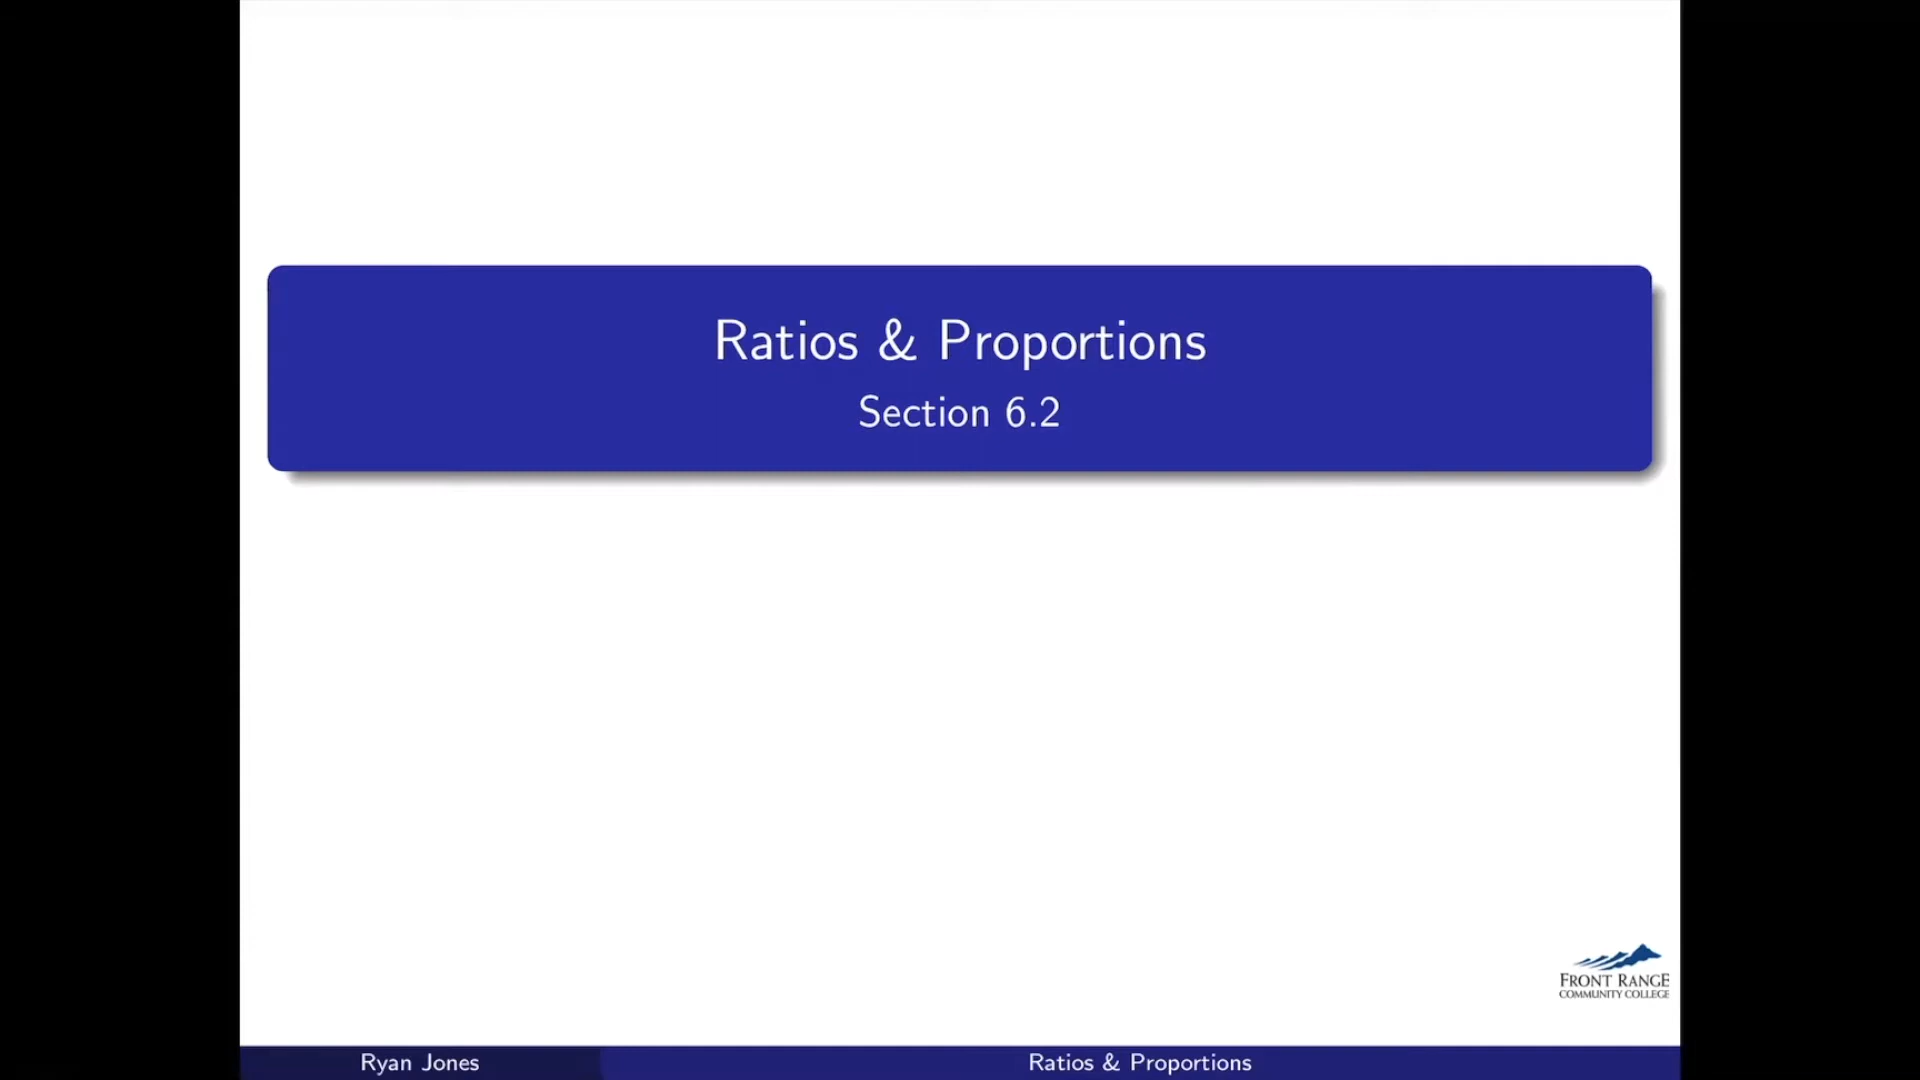 Ratios & Proportions
Section 6.2
FRONT RANGE
COMMUNITY COLLEGE
Ryan Jones
Ratios & Proportions